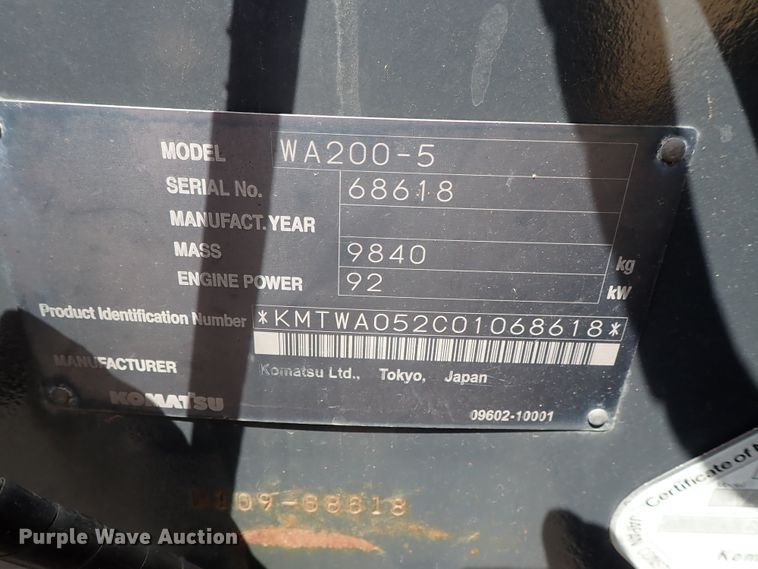 MODEL WA200-5
SERIAL No. 68618
MANUFACT. YEAR
MASS 9840 kg
ENGINE POWER 92 kW
Product Identification Number *KMTWA052C01068618*
MANUFACTURER Komatsu Ltd., Tokyo, Japan
KOMATSU 09602-10001
Certificate of
Purple Wave Auction